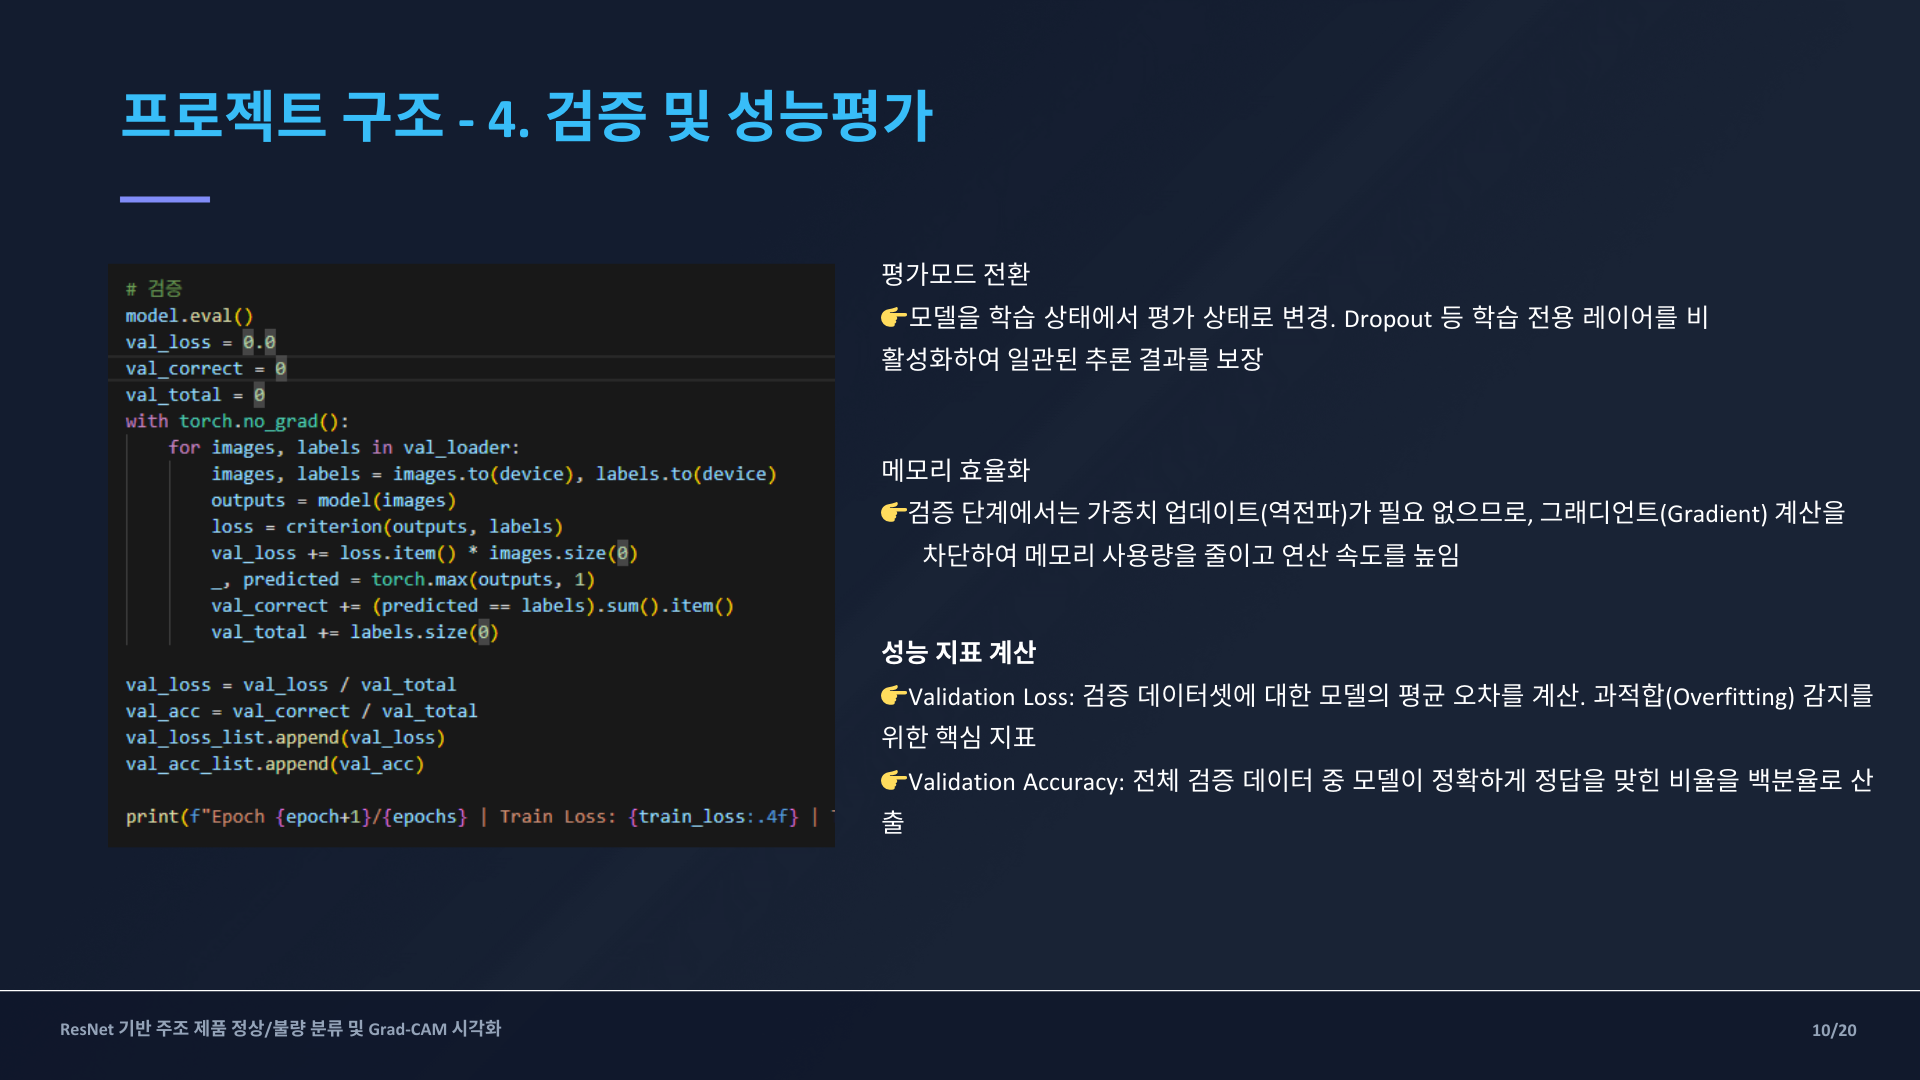 프로젝트 구조 - 4. 검증 및 성능평가
# 검증
model.eval()
val_loss = 0.0
val_correct = 0
val_total = 0
with torch.no_grad():
    for images, labels in val_loader:
        images, labels = images.to(device), labels.to(device)
        outputs = model(images)
        loss = criterion(outputs, labels)
        val_loss += loss.item() * images.size(0)
        _, predicted = torch.max(outputs, 1)
        val_correct += (predicted == labels).sum().item()
        val_total += labels.size(0)
val_loss = val_loss / val_total
val_acc = val_correct / val_total
val_loss_list.append(val_loss)
val_acc_list.append(val_acc)
print(f"Epoch {epoch+1}/{epochs} | Train Loss: {train_loss:.4f} |
평가모드 전환
👉모델을 학습 상태에서 평가 상태로 변경. Dropout 등 학습 전용 레이어를 비
활성화하여 일관된 추론 결과를 보장
메모리 효율화
👉검증 단계에서는 가중치 업데이트(역전파)가 필요 없으므로, 그래디언트(Gradient) 계산을
차단하여 메모리 사용량을 줄이고 연산 속도를 높임
성능 지표 계산
👉Validation Loss: 검증 데이터셋에 대한 모델의 평균 오차를 계산. 과적합(Overfitting) 감지를
위한 핵심 지표
👉Validation Accuracy: 전체 검증 데이터 중 모델이 정확하게 정답을 맞힌 비율을 백분율로 산
출
ResNet 기반 주조 제품 정상/불량 분류 및 Grad-CAM 시각화
10/20